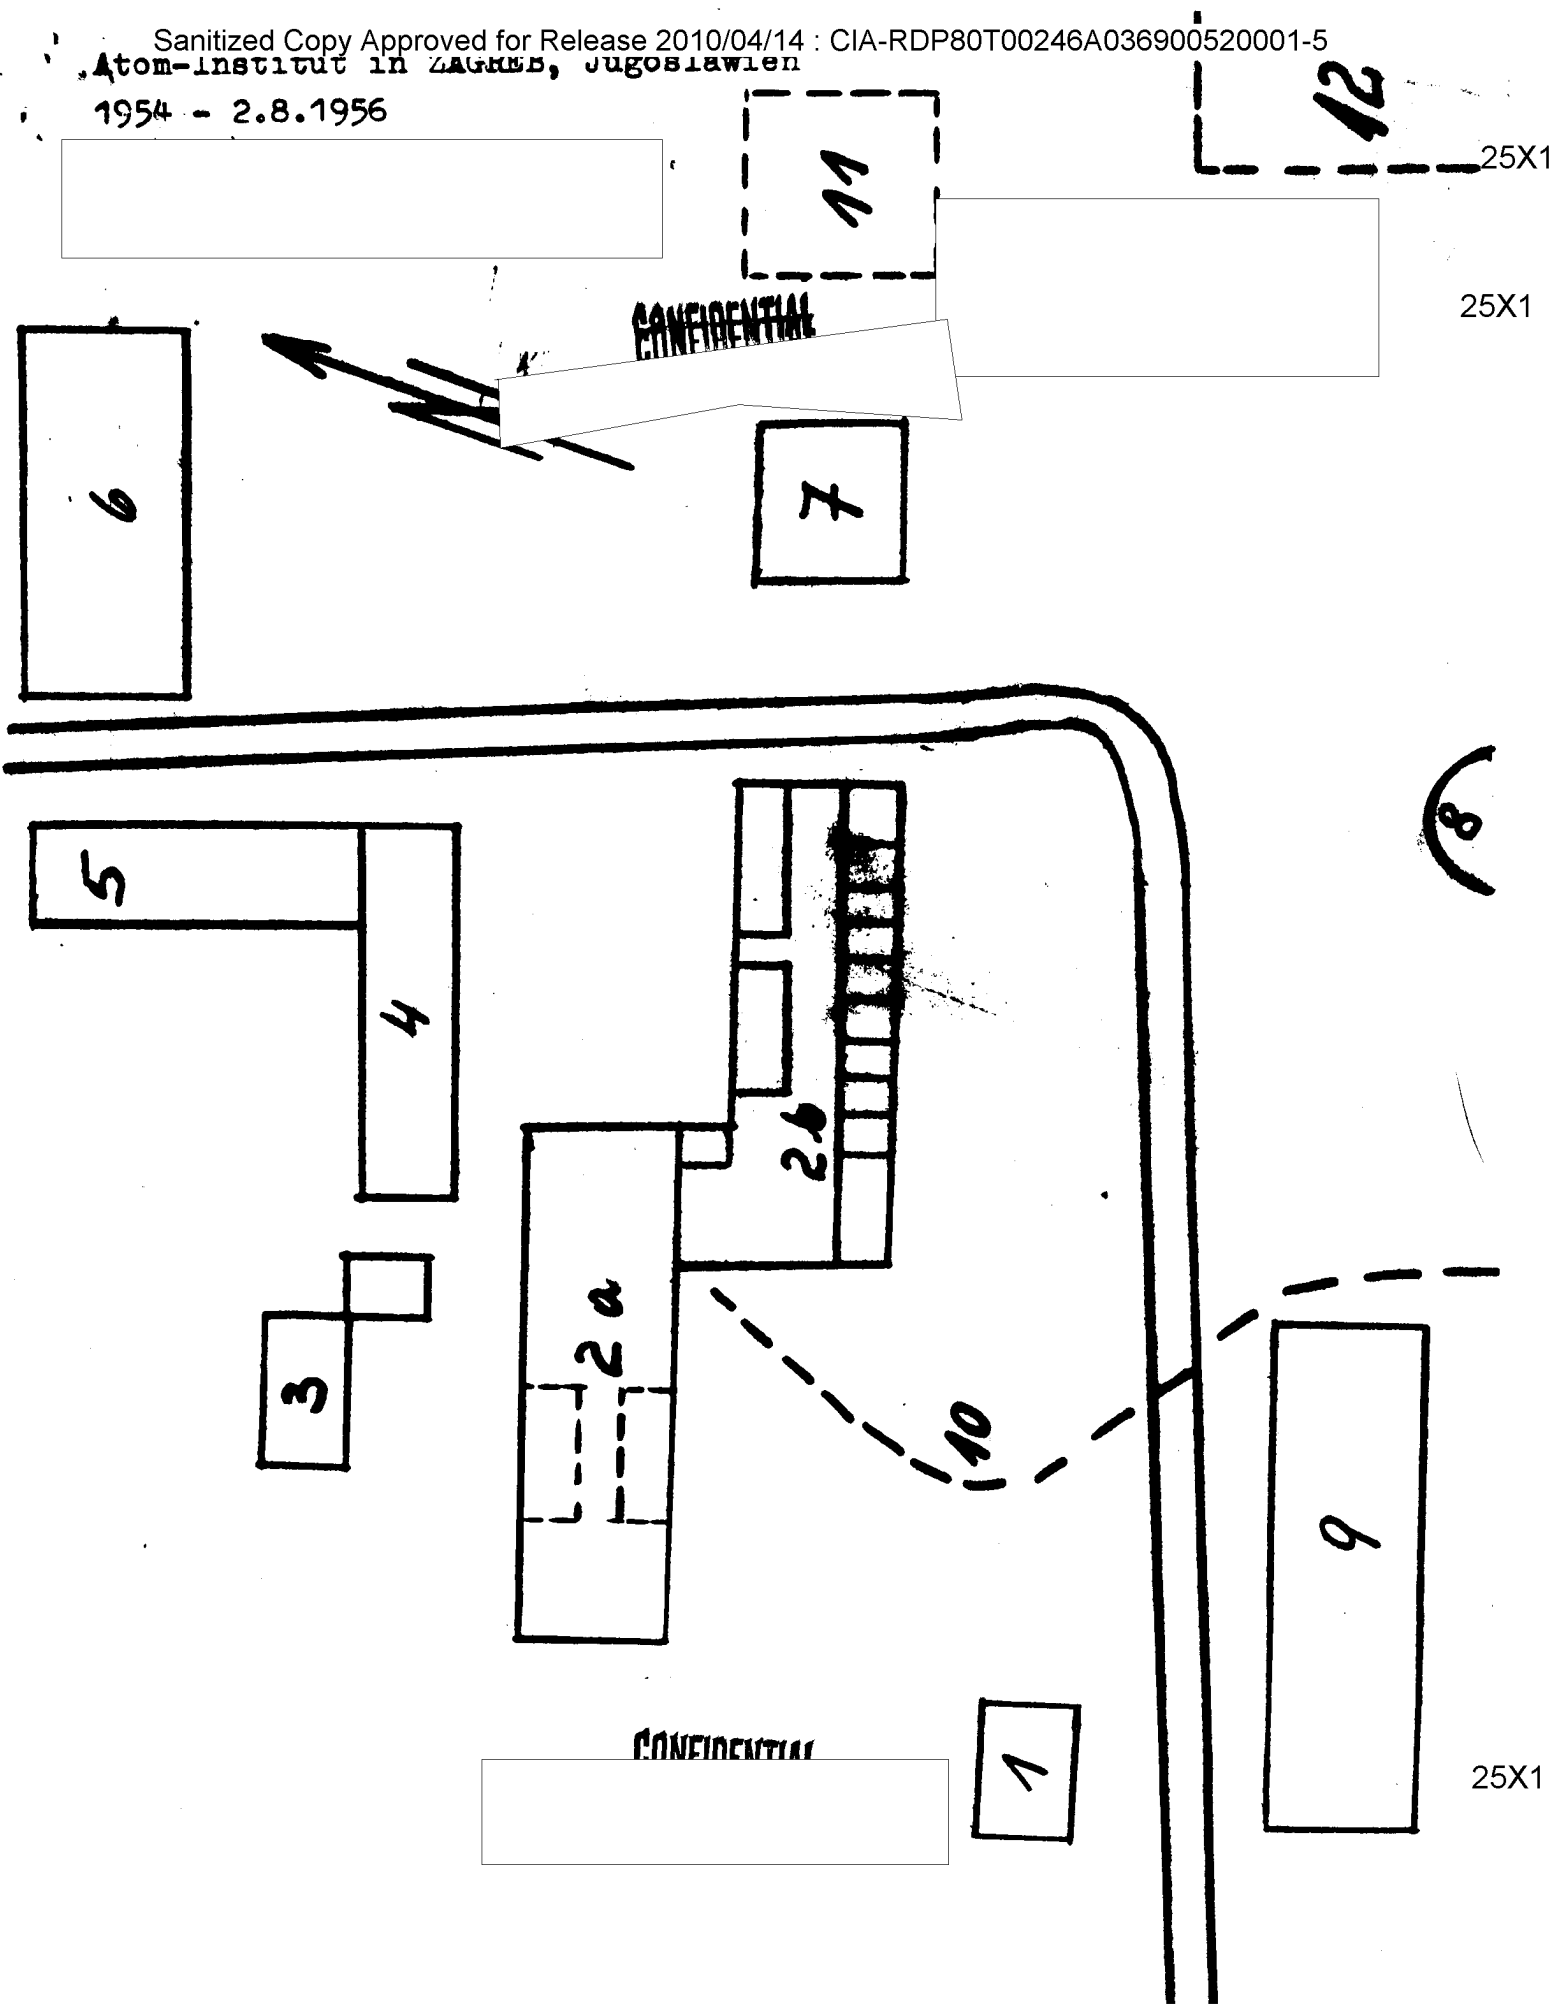 Sanitized Copy Approved for Release 2010/04/14 : CIA-RDP80T00246A036900520001-5
Atom-Institut in ZAGREB, Jugoslawien
1954 - 2.8.1956
12
11
25X1
25X1
CONFIDENTIAL
N
6
7
8
5
4
2b
2a
3
10
9
CONFIDENTIAL
1
25X1